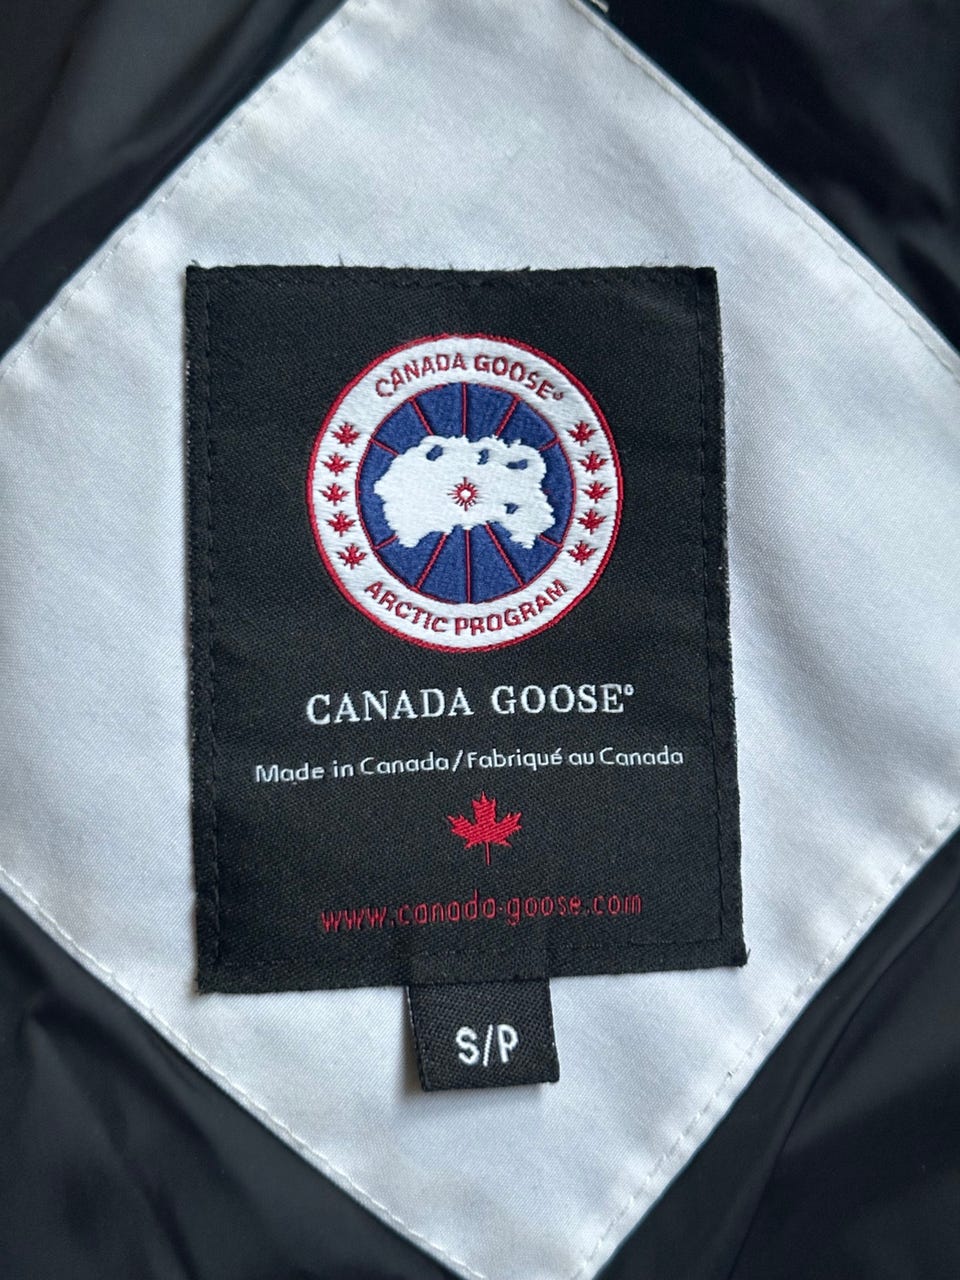 CANADA GOOSE®
ARCTIC PROGRAM
CANADA GOOSE®
Made in Canada/Fabriqué au Canada
www.canada-goose.com
S/P